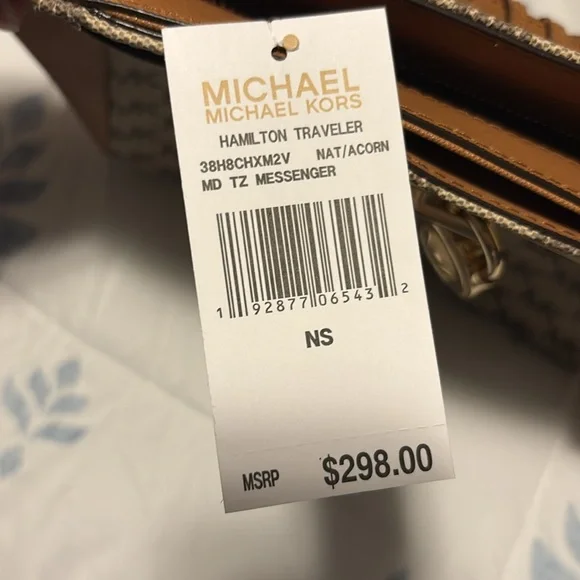 MICHAEL
MICHAEL KORS
HAMILTON TRAVELER
38H8CHXM2V NAT/ACORN
MD TZ MESSENGER
1 92877 06543 2
NS
MSRP $298.00